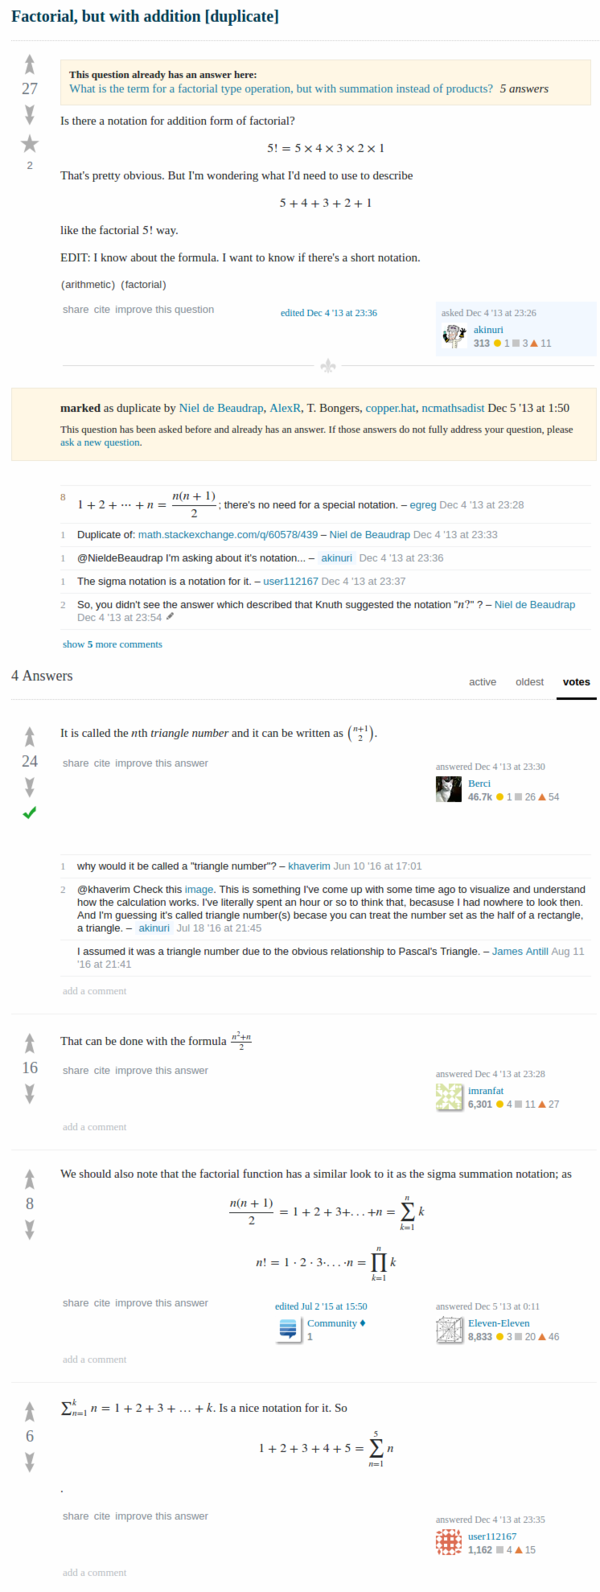 Factorial, but with addition [duplicate]
27
2
This question already has an answer here:
What is the term for a factorial type operation, but with summation instead of products? 5 answers
Is there a notation for addition form of factorial?
5! = 5 × 4 × 3 × 2 × 1
That's pretty obvious. But I'm wondering what I'd need to use to describe
5 + 4 + 3 + 2 + 1
like the factorial 5! way.
EDIT: I know about the formula. I want to know if there's a short notation.
(arithmetic) (factorial)
share cite improve this question
edited Dec 4 '13 at 23:36
asked Dec 4 '13 at 23:26
akinuri
313 1 3 11
marked as duplicate by Niel de Beaudrap, AlexR, T. Bongers, copper.hat, ncmathsadist Dec 5 '13 at 1:50
This question has been asked before and already has an answer. If those answers do not fully address your question, please
ask a new question.
8 1 + 2 + ⋯ + n = n(n + 1)/2 ; there's no need for a special notation. – egreg Dec 4 '13 at 23:28
1 Duplicate of: math.stackexchange.com/q/60578/439 – Niel de Beaudrap Dec 4 '13 at 23:33
1 @NieldeBeaudrap I'm asking about it's notation... – akinuri Dec 4 '13 at 23:36
1 The sigma notation is a notation for it. – user112167 Dec 4 '13 at 23:37
2 So, you didn't see the answer which described that Knuth suggested the notation "n?" ? – Niel de Beaudrap
Dec 4 '13 at 23:54
show 5 more comments
4 Answers
active oldest votes
24
It is called the nth triangle number and it can be written as (n+1 2).
share cite improve this answer
answered Dec 4 '13 at 23:30
Berci
46.7k 1 26 54
1 why would it be called a "triangle number"? – khaverim Jun 10 '16 at 17:01
2 @khaverim Check this image. This is something I've come up with some time ago to visualize and understand
how the calculation works. I've literally spent an hour or so to think that, becasuse I had nowhere to look then.
And I'm guessing it's called triangle number(s) becase you can treat the number set as the half of a rectangle,
a triangle. – akinuri Jul 18 '16 at 21:45
I assumed it was a triangle number due to the obvious relationship to Pascal's Triangle. – James Antill Aug 11
'16 at 21:41
add a comment
16
That can be done with the formula n²+n/2
share cite improve this answer
answered Dec 4 '13 at 23:28
imranfat
6,301 4 11 27
add a comment
8
We should also note that the factorial function has a similar look to it as the sigma summation notation; as
n(n + 1)/2 = 1 + 2 + 3+. . . +n = ∑ k=1 n k
n! = 1 · 2 · 3·. . . ·n = ∏ k=1 n k
share cite improve this answer
edited Jul 2 '15 at 15:50
Community ♦
1
answered Dec 5 '13 at 0:11
Eleven-Eleven
8,833 3 20 46
add a comment
6
∑ n=1 k n = 1 + 2 + 3 + … + k. Is a nice notation for it. So
1 + 2 + 3 + 4 + 5 = ∑ n=1 5 n
.
share cite improve this answer
answered Dec 4 '13 at 23:35
user112167
1,162 4 15
add a comment